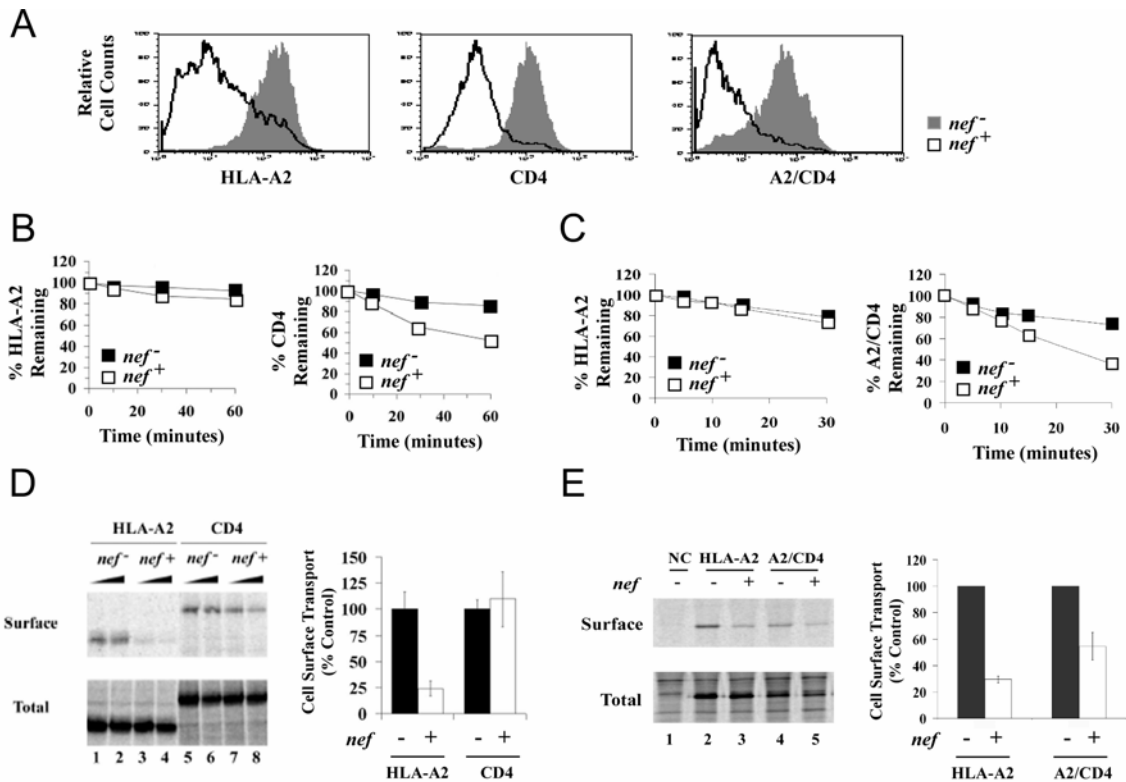 A
Relative
Cell Counts
HLA-A2
CD4
A2/CD4
nef -
nef +
B
% HLA-A2
Remaining
120
100
80
60
40
20
0
nef -
nef +
0 20 40 60
Time (minutes)
% CD4
Remaining
120
100
80
60
40
20
0
nef -
nef +
0 20 40 60
Time (minutes)
C
% HLA-A2
Remaining
120
100
80
60
40
20
0
nef -
nef +
0 10 20 30
Time (minutes)
% A2/CD4
Remaining
120
100
80
60
40
20
0
nef -
nef +
0 10 20 30
Time (minutes)
D
HLA-A2 CD4
nef - nef + nef - nef +
Surface
Total
1 2 3 4 5 6 7 8
Cell Surface Transport
(% Control)
150
125
100
75
50
25
0
nef - + - +
HLA-A2 CD4
E
NC HLA-A2 A2/CD4
nef - - + - +
Surface
Total
1 2 3 4 5
Cell Surface Transport
(% Control)
120
100
80
60
40
20
0
nef - + - +
HLA-A2 A2/CD4